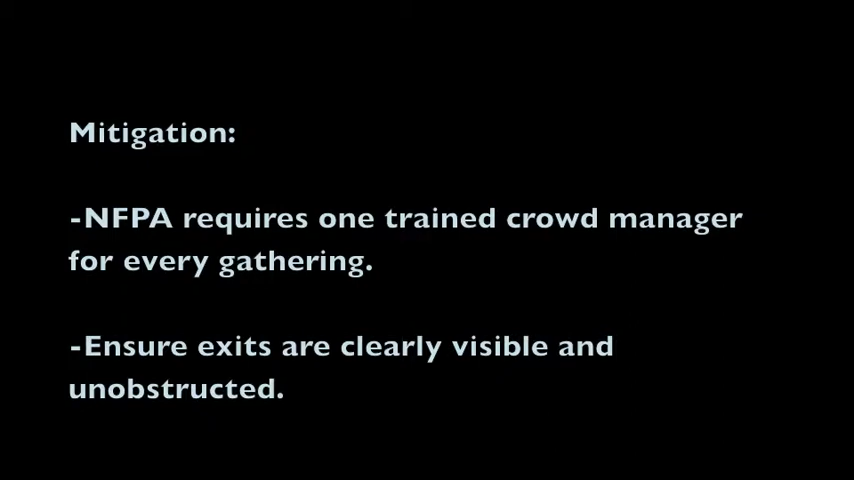 Mitigation:
-NFPA requires one trained crowd manager
for every gathering.
-Ensure exits are clearly visible and
unobstructed.